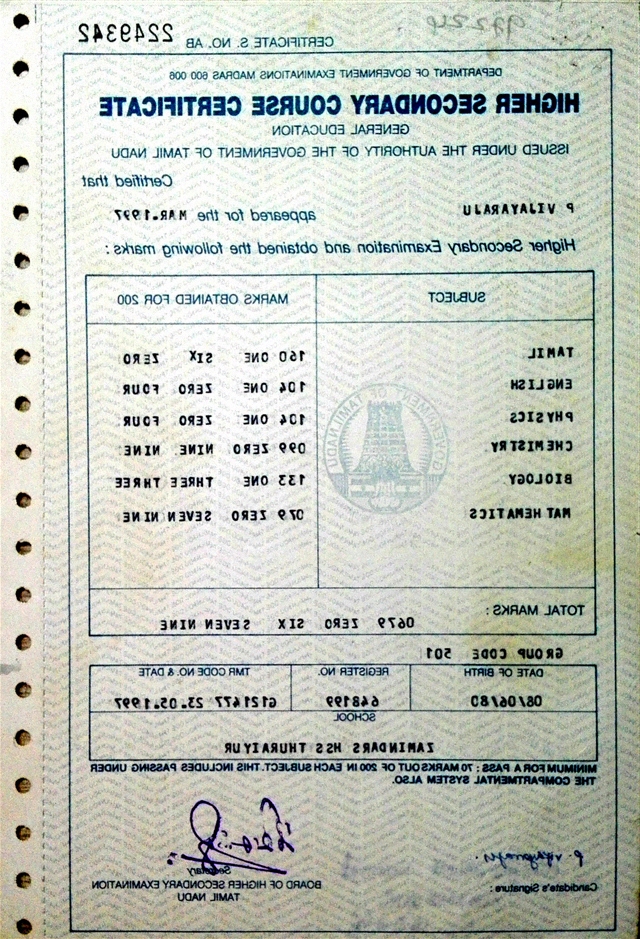 CERTIFICATE S. NO. AB
DEPARTMENT OF GOVERNMENT EXAMINATIONS MADRAS 600 006
HIGHER SECONDARY COURSE CERTIFICATE
GENERAL EDUCATION
ISSUED UNDER THE AUTHORITY OF THE GOVERNMENT OF TAMIL NADU
Certified that
P VIJAYARAJU appeared for the MAR.1997
Higher Secondary Examination and obtained the following marks :
SUBJECT MARKS OBTAINED FOR 200
TAMIL 160 ONE SIX ZERO
ENGLISH 104 ONE ZERO FOUR
PHYSICS 104 ONE ZERO FOUR
CHEMISTRY 099 ZERO NINE NINE
BIOLOGY 133 ONE THREE THREE
MATHEMATICS 079 ZERO SEVEN NINE
GOVERNMENT OF TAMILNADU
TOTAL MARKS : 0679 ZERO SIX SEVEN NINE
GROUP CODE 501
DATE OF BIRTH REGISTER NO. TMR CODE NO. & DATE
08/06/80 648199 G121477 23.05.1997
SCHOOL
ZAMINDARS HSS THURAIYUR
MINIMUM FOR A PASS : 70 MARKS OUT OF 200 IN EACH SUBJECT. THIS INCLUDES PASSING UNDER
THE COMPARTMENTAL SYSTEM ALSO.
P. Vijayaraju
Candidate's Signature :
Secretary
BOARD OF HIGHER SECONDARY EXAMINATION
TAMIL NADU